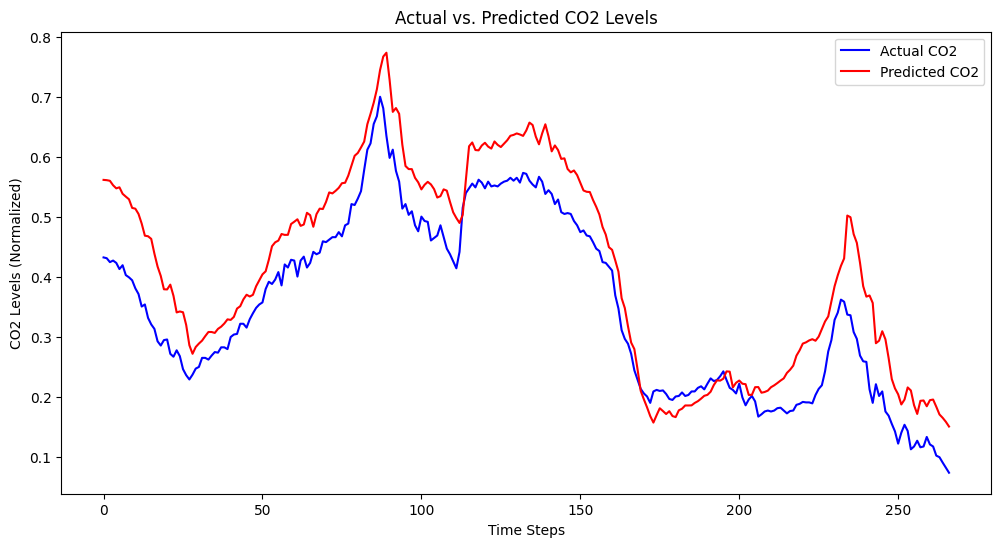 Actual vs. Predicted CO2 Levels
Actual CO2
Predicted CO2
CO2 Levels (Normalized)
0.8
0.7
0.6
0.5
0.4
0.3
0.2
0.1
0 50 100 150 200 250
Time Steps